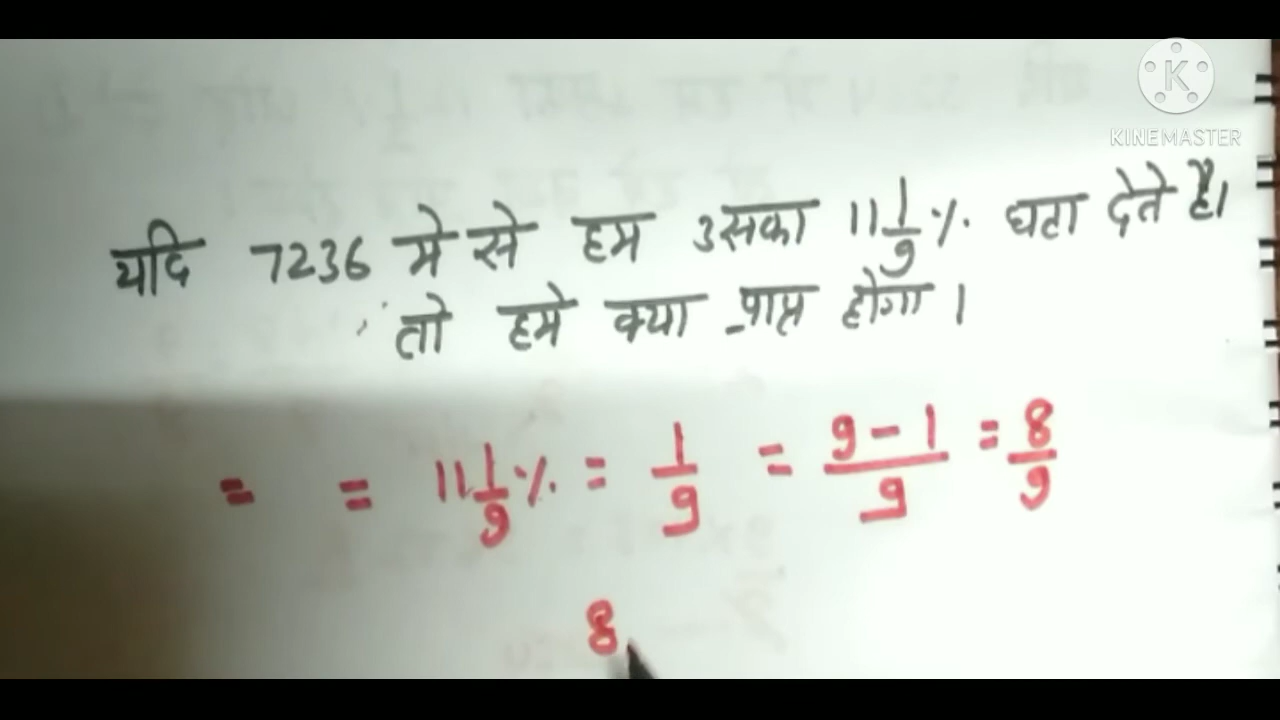 K
KINEMASTER
यदि 7236 मे से हम उसका 11 1/9 % घटा देते है।
तो हमे क्या प्राप्त होगा।
= = 11 1/9 % = 1/9 = 9-1/9 = 8/9
8